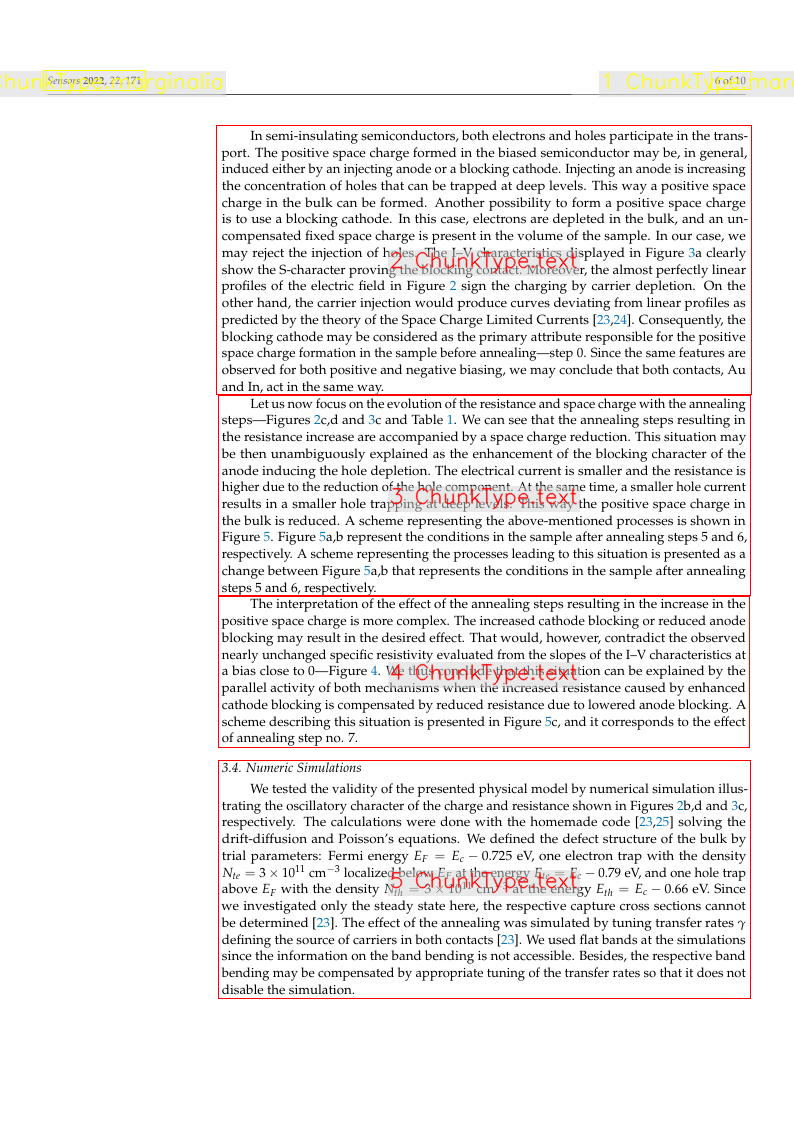 Sensors 2022, 22, 171
6 of 10
ChunkType.marginalia
1 ChunkType.mar
In semi-insulating semiconductors, both electrons and holes participate in the trans-
port. The positive space charge formed in the biased semiconductor may be, in general,
induced either by an injecting anode or a blocking cathode. Injecting an anode is increasing
the concentration of holes that can be trapped at deep levels. This way a positive space
charge in the bulk can be formed. Another possibility to form a positive space charge
is to use a blocking cathode. In this case, electrons are depleted in the bulk, and an un-
compensated fixed space charge is present in the volume of the sample. In our case, we
may reject the injection of holes. The I–V characteristics displayed in Figure 3a clearly
2 ChunkType.text
show the S-character proving the blocking contact. Moreover, the almost perfectly linear
profiles of the electric field in Figure 2 sign the charging by carrier depletion. On the
other hand, the carrier injection would produce curves deviating from linear profiles as
predicted by the theory of the Space Charge Limited Currents [23,24]. Consequently, the
blocking cathode may be considered as the primary attribute responsible for the positive
space charge formation in the sample before annealing—step 0. Since the same features are
observed for both positive and negative biasing, we may conclude that both contacts, Au
and In, act in the same way.
Let us now focus on the evolution of the resistance and space charge with the annealing
steps—Figures 2c,d and 3c and Table 1. We can see that the annealing steps resulting in
the resistance increase are accompanied by a space charge reduction. This situation may
be then unambiguously explained as the enhancement of the blocking character of the
anode inducing the hole depletion. The electrical current is smaller and the resistance is
higher due to the reduction of the hole component. At the same time, a smaller hole current
3 ChunkType.text
results in a smaller hole trapping at deep levels. This way the positive space charge in
the bulk is reduced. A scheme representing the above-mentioned processes is shown in
Figure 5. Figure 5a,b represent the conditions in the sample after annealing steps 5 and 6,
respectively. A scheme representing the processes leading to this situation is presented as a
change between Figure 5a,b that represents the conditions in the sample after annealing
steps 5 and 6, respectively.
The interpretation of the effect of the annealing steps resulting in the increase in the
positive space charge is more complex. The increased cathode blocking or reduced anode
blocking may result in the desired effect. That would, however, contradict the observed
nearly unchanged specific resistivity evaluated from the slopes of the I–V characteristics at
a bias close to 0—Figure 4. We thus conclude that this situation can be explained by the
4 ChunkType.text
parallel activity of both mechanisms when the increased resistance caused by enhanced
cathode blocking is compensated by reduced resistance due to lowered anode blocking. A
scheme describing this situation is presented in Figure 5c, and it corresponds to the effect
of annealing step no. 7.
3.4. Numeric Simulations
We tested the validity of the presented physical model by numerical simulation illus-
trating the oscillatory character of the charge and resistance shown in Figures 2b,d and 3c,
respectively. The calculations were done with the homemade code [23,25] solving the
drift-diffusion and Poisson's equations. We defined the defect structure of the bulk by
trial parameters: Fermi energy E_F = E_c − 0.725 eV, one electron trap with the density
N_te = 3 × 10^11 cm^−3 localized below E_F at the energy E_te = E_c − 0.79 eV, and one hole trap
5 ChunkType.text
above E_F with the density N_th = 3 × 10^11 cm^−3 at the energy E_th = E_c − 0.66 eV. Since
we investigated only the steady state here, the respective capture cross sections cannot
be determined [23]. The effect of the annealing was simulated by tuning transfer rates γ
defining the source of carriers in both contacts [23]. We used flat bands at the simulations
since the information on the band bending is not accessible. Besides, the respective band
bending may be compensated by appropriate tuning of the transfer rates so that it does not
disable the simulation.